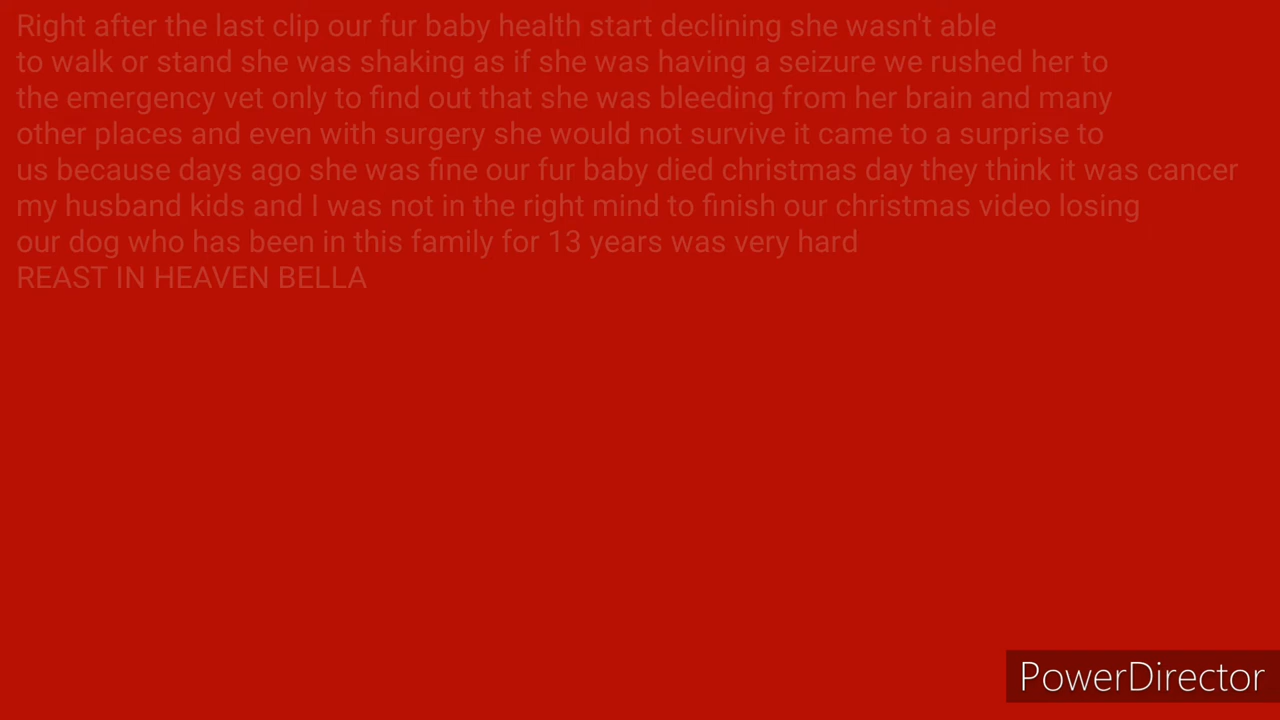 Right after the last clip our fur baby health start declining she wasn't able
to walk or stand she was shaking as if she was having a seizure we rushed her to
the emergency vet only to find out that she was bleeding from her brain and many
other places and even with surgery she would not survive it came to a surprise to
us because days ago she was fine our fur baby died christmas day they think it was cancer
my husband kids and I was not in the right mind to finish our christmas video losing
our dog who has been in this family for 13 years was very hard
REAST IN HEAVEN BELLA
PowerDirector